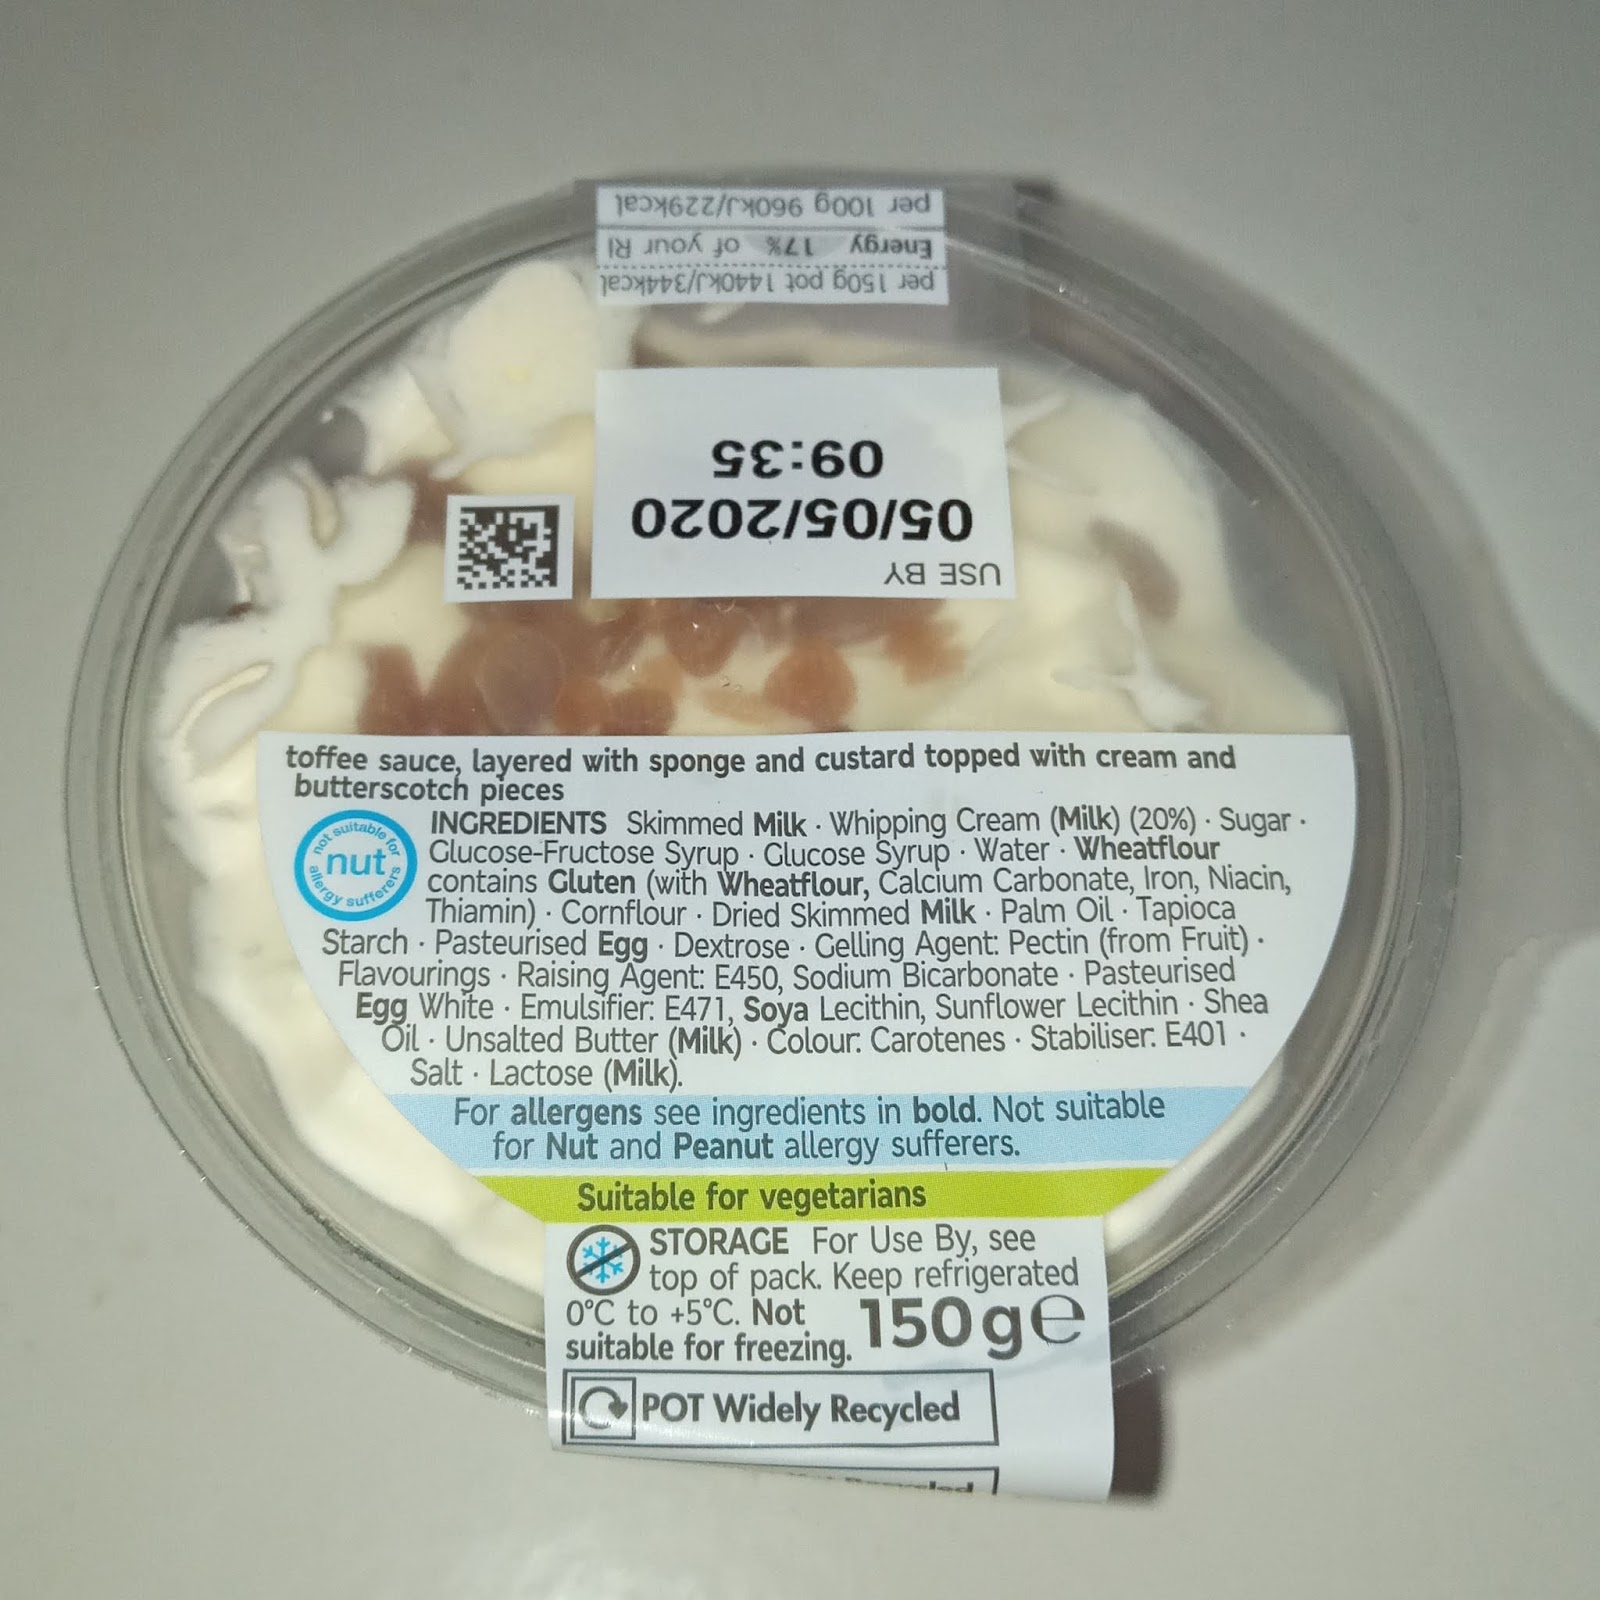 per 100g 960kJ/229kcal
Energy 17% of your RI
per 150g pot 1440kJ/344kcal
USE BY
05/05/2020
09:35
toffee sauce, layered with sponge and custard topped with cream and
butterscotch pieces
not suitable for
nut
allergy sufferers
INGREDIENTS Skimmed Milk · Whipping Cream (Milk) (20%) · Sugar ·
Glucose-Fructose Syrup · Glucose Syrup · Water · Wheatflour
contains Gluten (with Wheatflour, Calcium Carbonate, Iron, Niacin,
Thiamin) · Cornflour · Dried Skimmed Milk · Palm Oil · Tapioca
Starch · Pasteurised Egg · Dextrose · Gelling Agent: Pectin (from Fruit) ·
Flavourings · Raising Agent: E450, Sodium Bicarbonate · Pasteurised
Egg White · Emulsifier: E471, Soya Lecithin, Sunflower Lecithin · Shea
Oil · Unsalted Butter (Milk) · Colour: Carotenes · Stabiliser: E401 ·
Salt · Lactose (Milk).
For allergens see ingredients in bold. Not suitable
for Nut and Peanut allergy sufferers.
Suitable for vegetarians
STORAGE For Use By, see
top of pack. Keep refrigerated
0°C to +5°C. Not
suitable for freezing.
150g℮
POT Widely Recycled